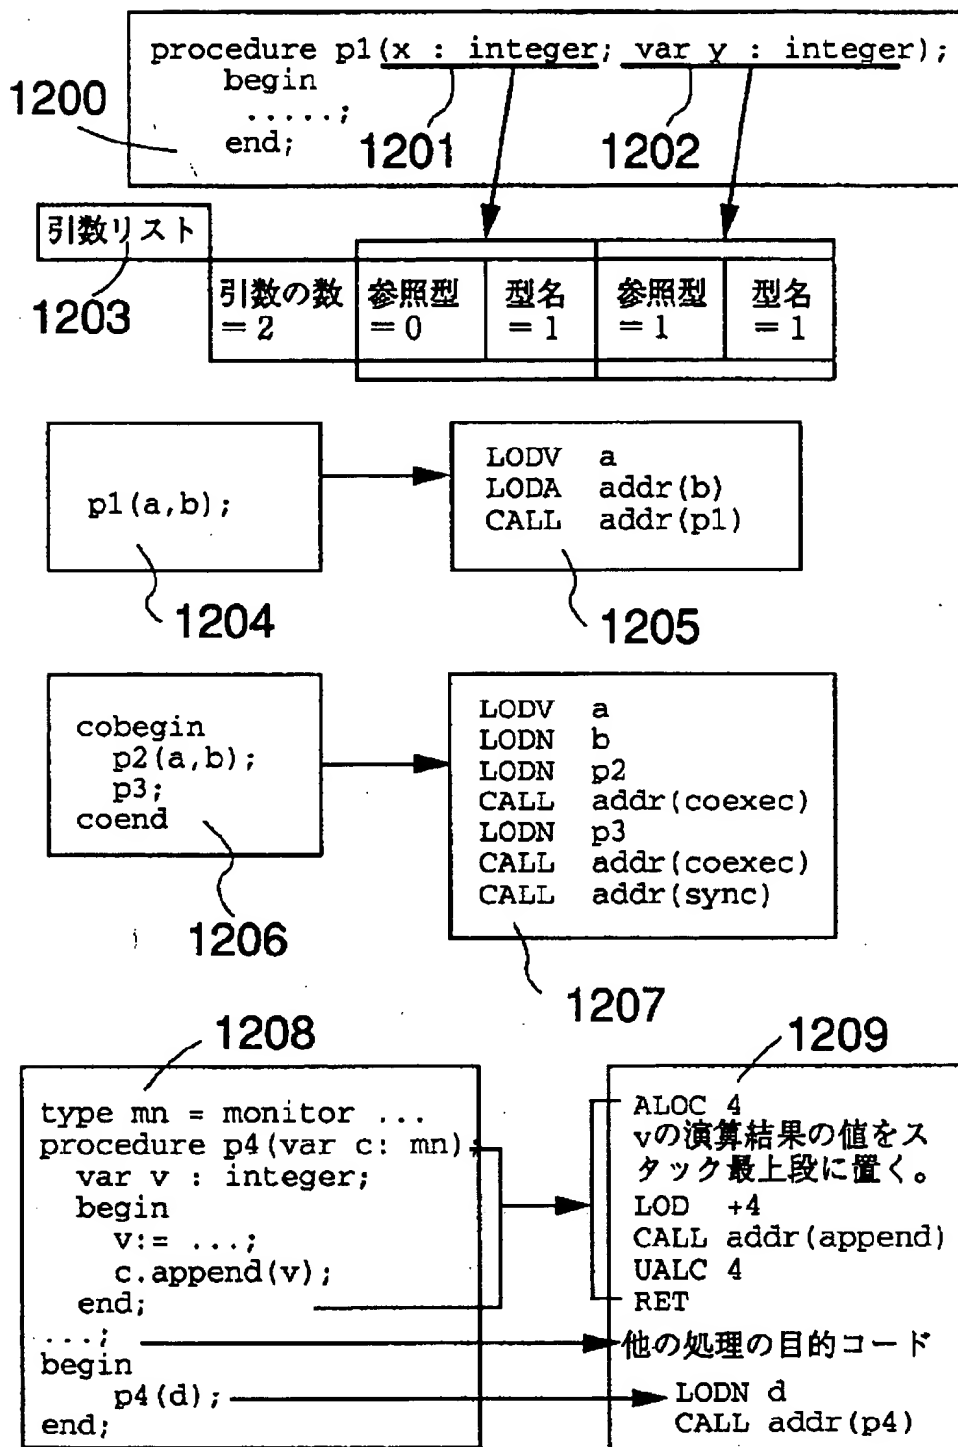 procedure p1(x : integer; var y : integer);
begin
.....;
end;
1200
1201
1202
引数リスト
1203
引数の数
=2
参照型
=0
型名
=1
参照型
=1
型名
=1
p1(a,b);
1204
LODV a
LODA addr(b)
CALL addr(p1)
1205
cobegin
p2(a,b);
p3;
coend
1206
LODV a
LODN b
LODN p2
CALL addr(coexec)
LODN p3
CALL addr(coexec)
CALL addr(sync)
1207
1208
type mn = monitor ...
procedure p4(var c: mn);
var v : integer;
begin
v:= ...;
c.append(v);
end;
...;
begin
p4(d);
end;
1209
ALOC 4
vの演算結果の値をス
タック最上段に置く。
LOD +4
CALL addr(append)
UALC 4
RET
他の処理の目的コード
LODN d
CALL addr(p4)